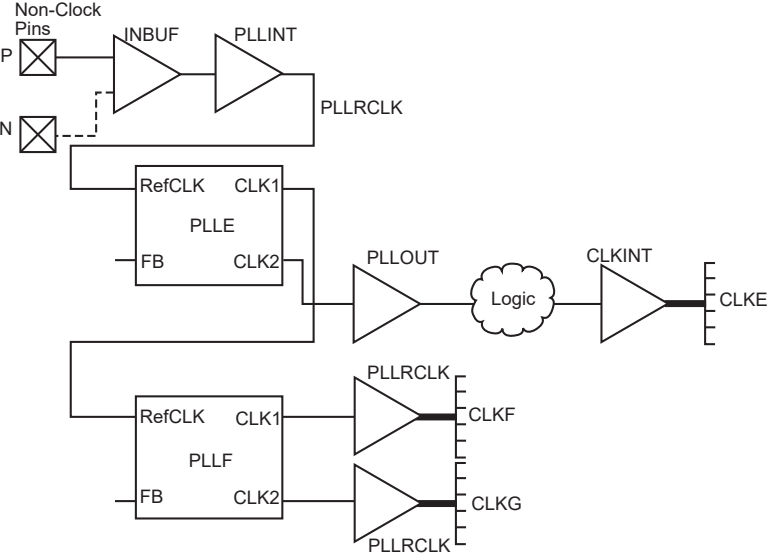 Non-Clock
Pins
P
INBUF
PLLINT
PLLRCLK
N
RefCLK
CLK1
PLLE
FB
CLK2
PLLOUT
Logic
CLKINT
CLKE
PLLRCLK
RefCLK
CLK1
CLKF
PLLF
FB
CLK2
CLKG
PLLRCLK